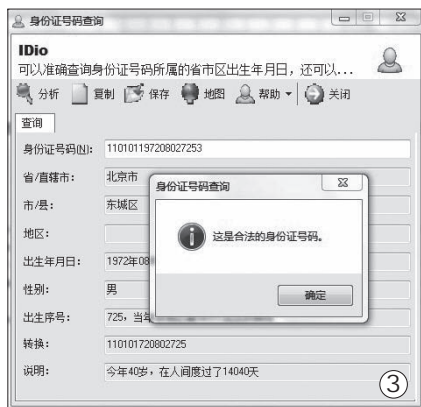 身份证号码查询
IDio
可以准确查询身份证号码所属的省市区出生年月日，还可以...
分析 复制 保存 地图 帮助 关闭
查询
身份证号码(N): 110101197208027253
省/直辖市: 北京市
市/县: 东城区
地区:
出生年月日: 1972年08
性别: 男
出生序号: 725，当年
转换: 110101720802725
说明: 今年40岁，在人间度过了14040天
身份证号码查询
这是合法的身份证号码。
确定
③